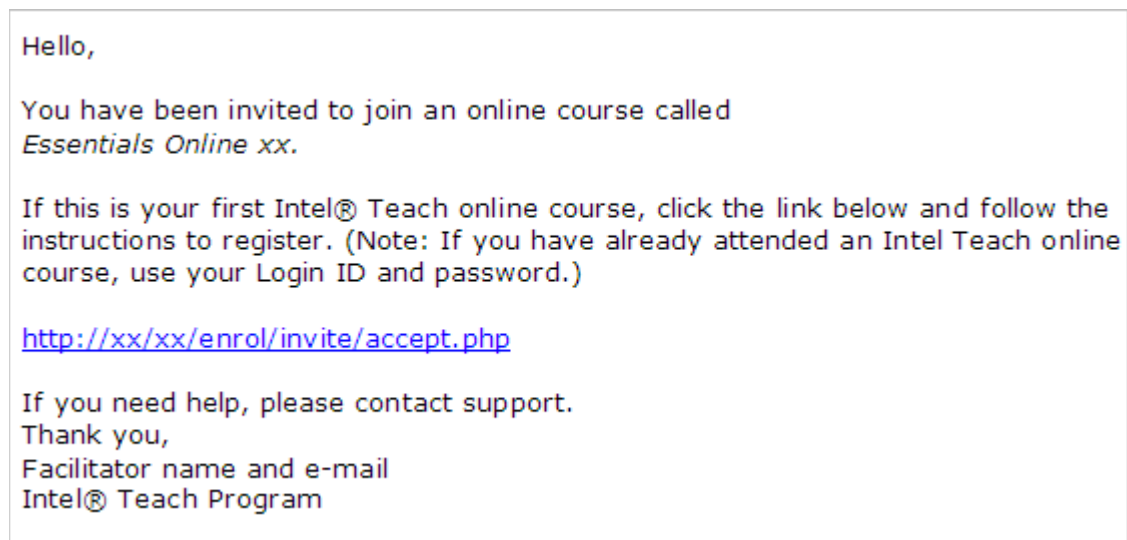 Hello,
You have been invited to join an online course called
Essentials Online xx.
If this is your first Intel® Teach online course, click the link below and follow the
instructions to register. (Note: If you have already attended an Intel Teach online
course, use your Login ID and password.)
http://xx/xx/enrol/invite/accept.php
If you need help, please contact support.
Thank you,
Facilitator name and e-mail
Intel® Teach Program